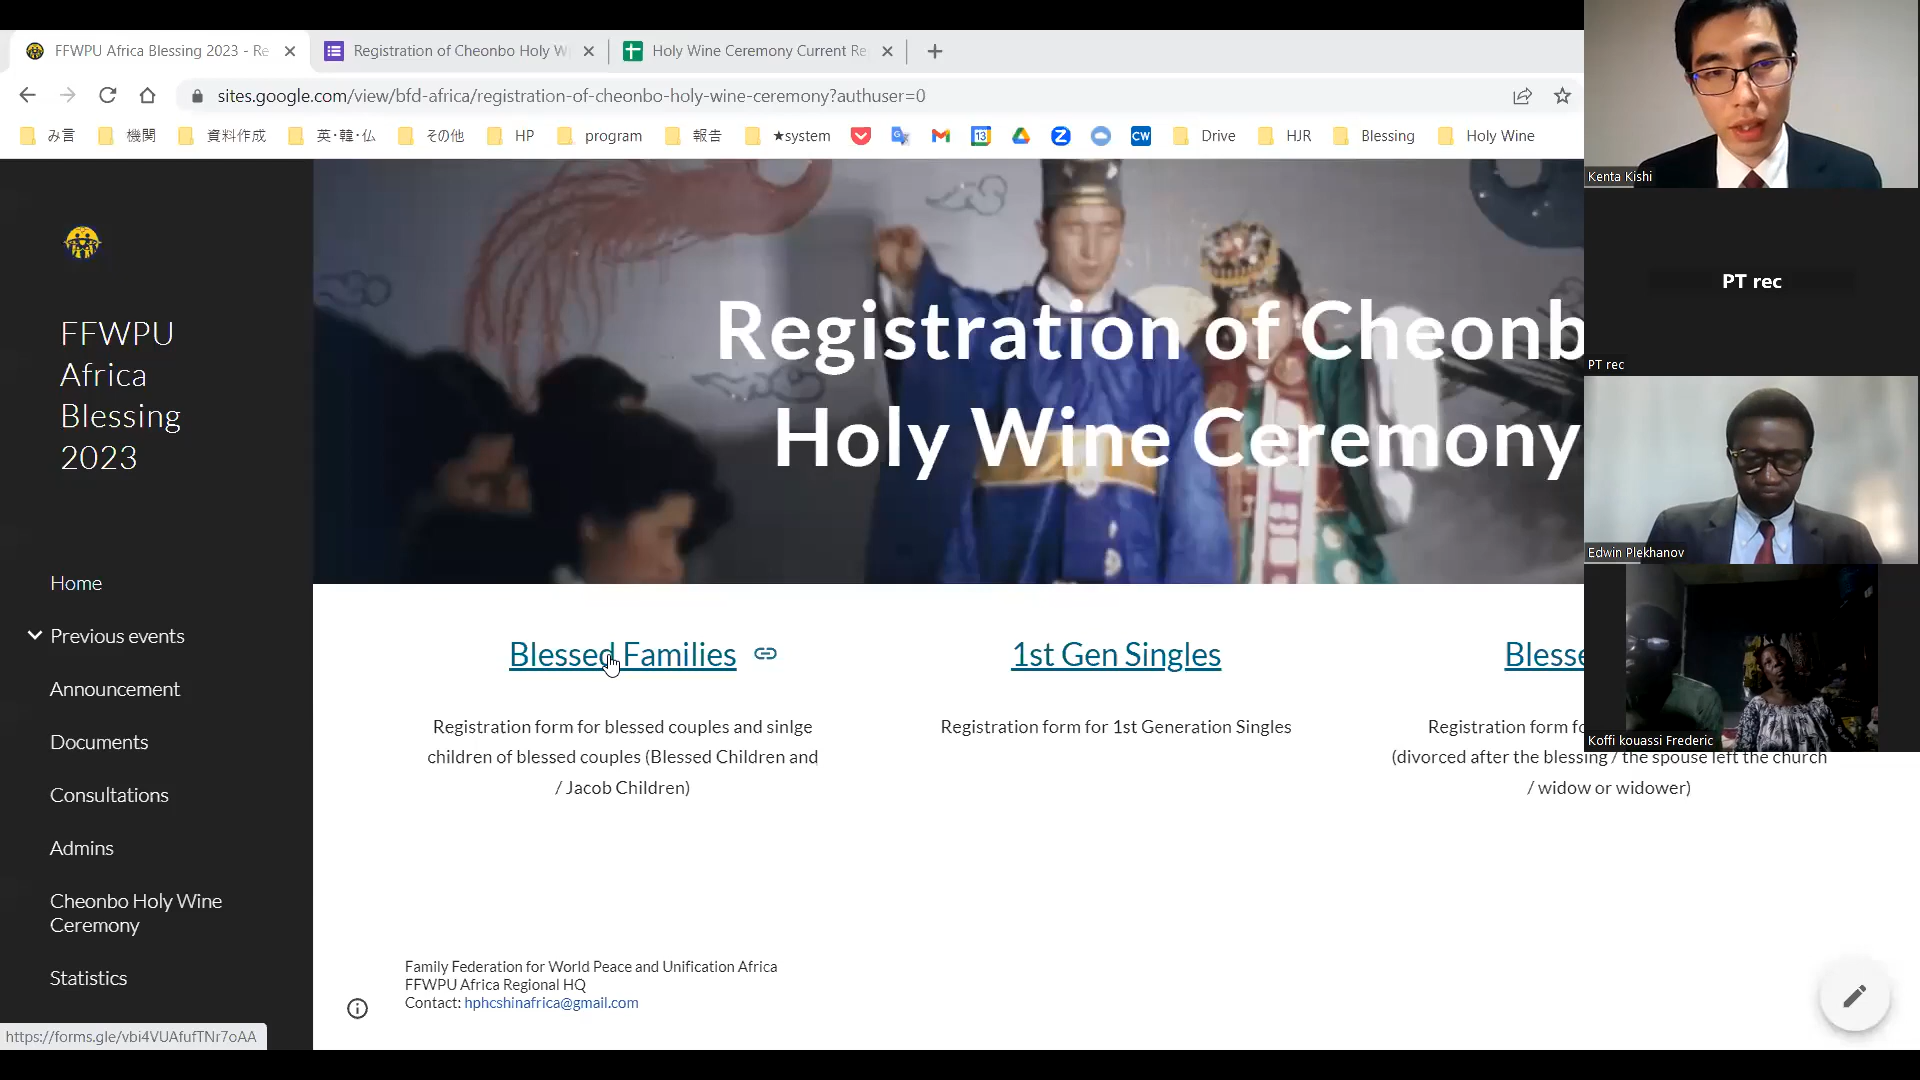 FFWPU Africa Blessing 2023 - Re
Registration of Cheonbo Holy W
Holy Wine Ceremony Current Re
sites.google.com/view/bfd-africa/registration-of-cheonbo-holy-wine-ceremony?authuser=0
み言 機関 資料作成 英・韓・仏 その他 HP program 報告 ★system 13 Z CW Drive HJR Blessing Holy Wine
Kenta Kishi
PT rec
PT rec
Edwin Plekhanov
Koffi kouassi Frederic
FFWPU
Africa
Blessing
2023
Home
Previous events
Announcement
Documents
Consultations
Admins
Cheonbo Holy Wine
Ceremony
Statistics
Registration of Cheonb
Holy Wine Ceremony
Blessed Families
Registration form for blessed couples and sinlge
children of blessed couples (Blessed Children and
/ Jacob Children)
1st Gen Singles
Registration form for 1st Generation Singles
Blesse
Registration form fo
(divorced after the blessing / the spouse left the church
/ widow or widower)
Family Federation for World Peace and Unification Africa
FFWPU Africa Regional HQ
Contact: hphcshinafrica@gmail.com
https://forms.gle/vbi4VUAfufTNr7oAA